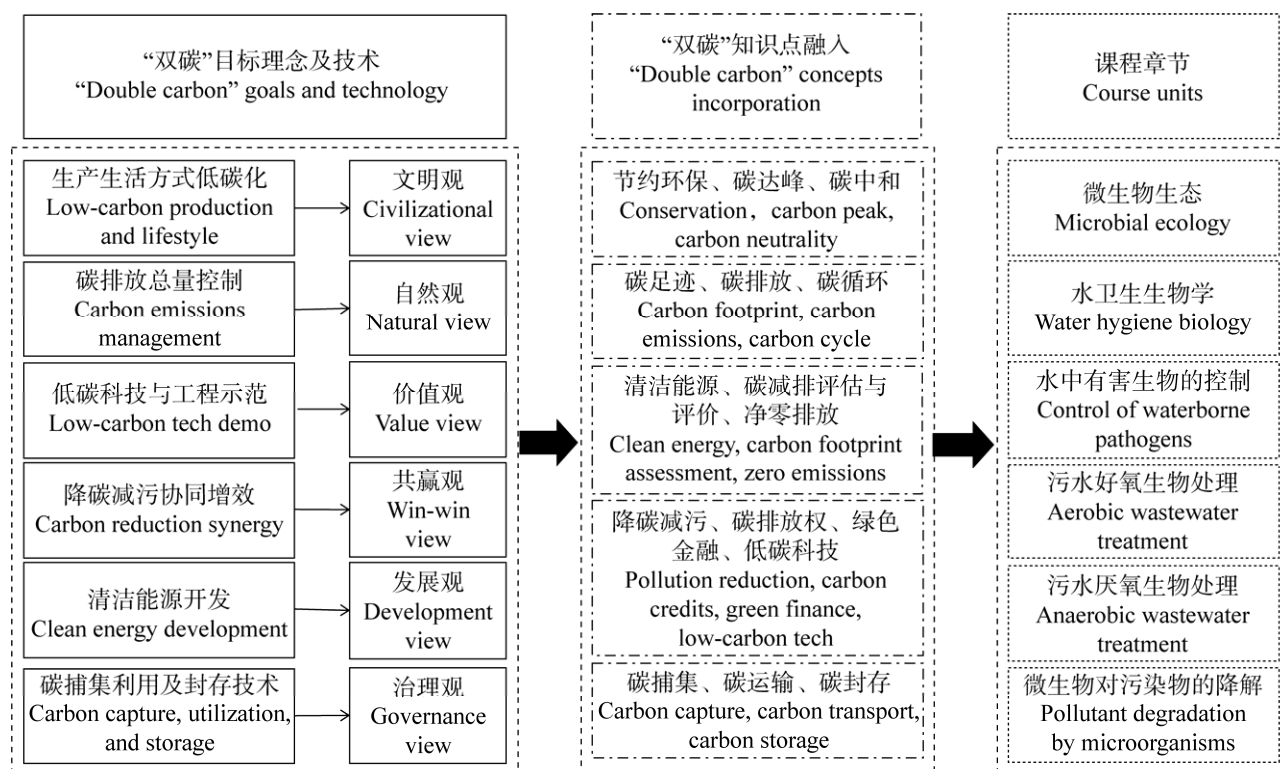 “双碳”目标理念及技术
“Double carbon” goals and technology
“双碳”知识点融入
“Double carbon” concepts
incorporation
课程章节
Course units
生产生活方式低碳化
Low-carbon production
and lifestyle
文明观
Civilizational
view
碳排放总量控制
Carbon emissions
management
自然观
Natural view
低碳科技与工程示范
Low-carbon tech demo
价值观
Value view
降碳减污协同增效
Carbon reduction synergy
共赢观
Win-win
view
清洁能源开发
Clean energy development
发展观
Development
view
碳捕集利用及封存技术
Carbon capture, utilization,
and storage
治理观
Governance
view
节约环保、碳达峰、碳中和
Conservation，carbon peak,
carbon neutrality
碳足迹、碳排放、碳循环
Carbon footprint, carbon
emissions, carbon cycle
清洁能源、碳减排评估与
评价、净零排放
Clean energy, carbon footprint
assessment, zero emissions
降碳减污、碳排放权、绿色
金融、低碳科技
Pollution reduction, carbon
credits, green finance,
low-carbon tech
碳捕集、碳运输、碳封存
Carbon capture, carbon transport,
carbon storage
微生物生态
Microbial ecology
水卫生生物学
Water hygiene biology
水中有害生物的控制
Control of waterborne
pathogens
污水好氧生物处理
Aerobic wastewater
treatment
污水厌氧生物处理
Anaerobic wastewater
treatment
微生物对污染物的降解
Pollutant degradation
by microorganisms